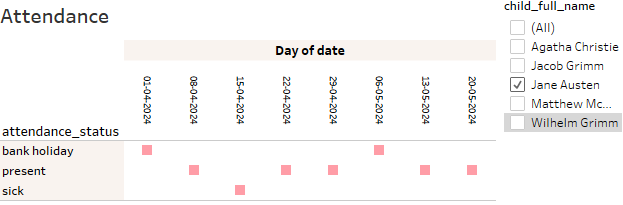 Attendance
child_full_name
(All)
Agatha Christie
Jacob Grimm
Jane Austen
Matthew Mc...
Wilhelm Grimm
Day of date
01-04-2024
08-04-2024
15-04-2024
22-04-2024
29-04-2024
06-05-2024
13-05-2024
20-05-2024
attendance_status
bank holiday
present
sick